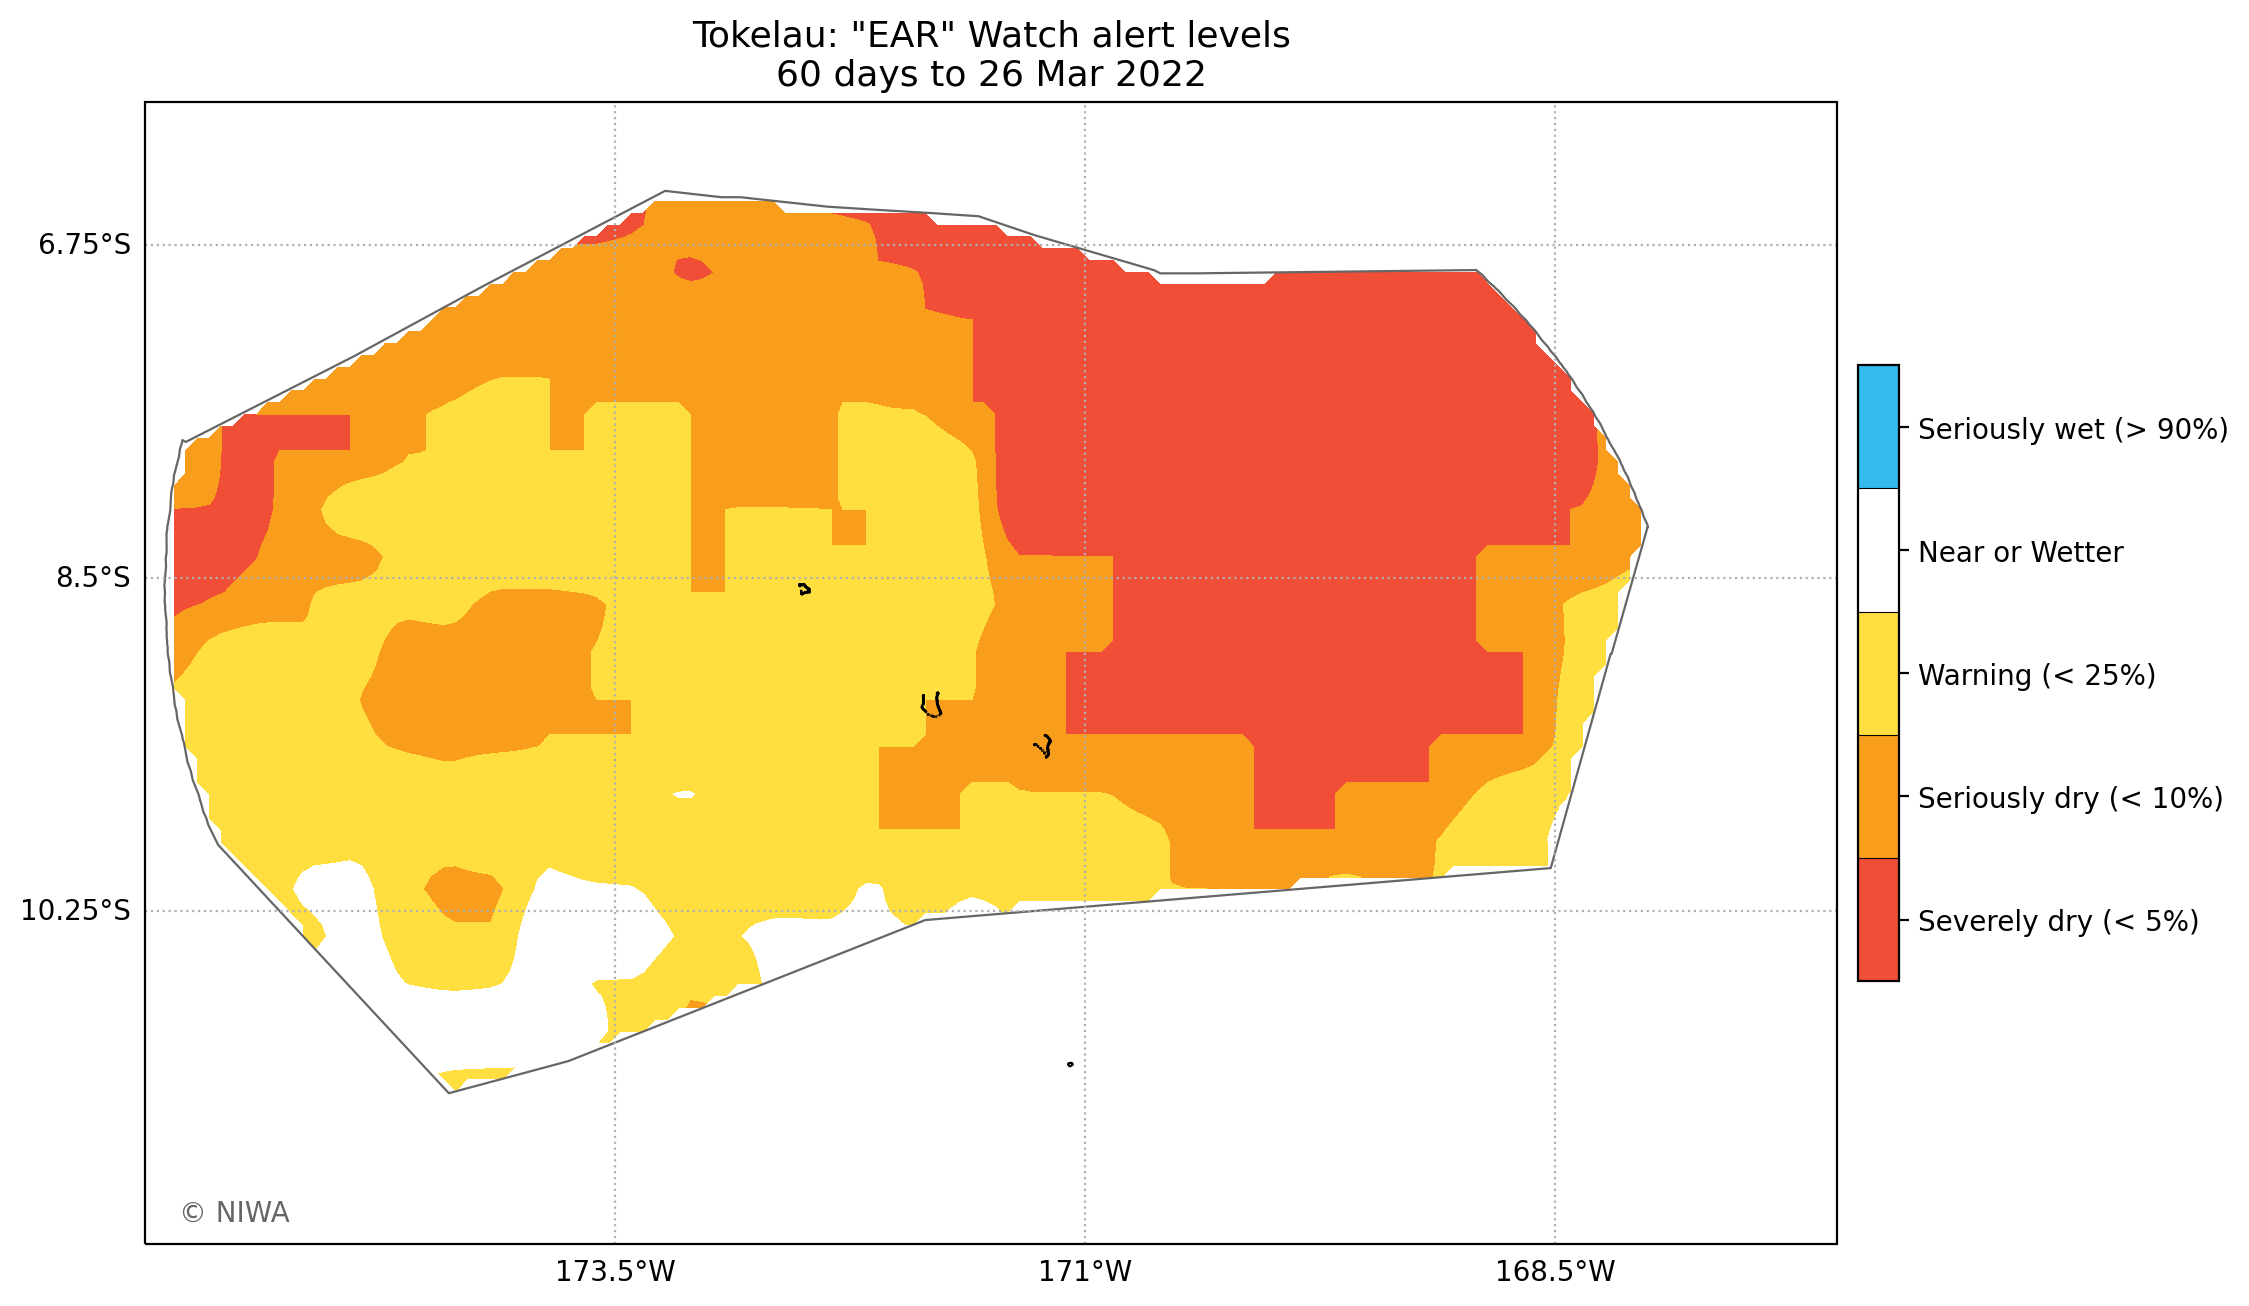 Tokelau: "EAR" Watch alert levels
60 days to 26 Mar 2022
6.75°S
8.5°S
10.25°S
173.5°W
171°W
168.5°W
Seriously wet (> 90%)
Near or Wetter
Warning (< 25%)
Seriously dry (< 10%)
Severely dry (< 5%)
© NIWA